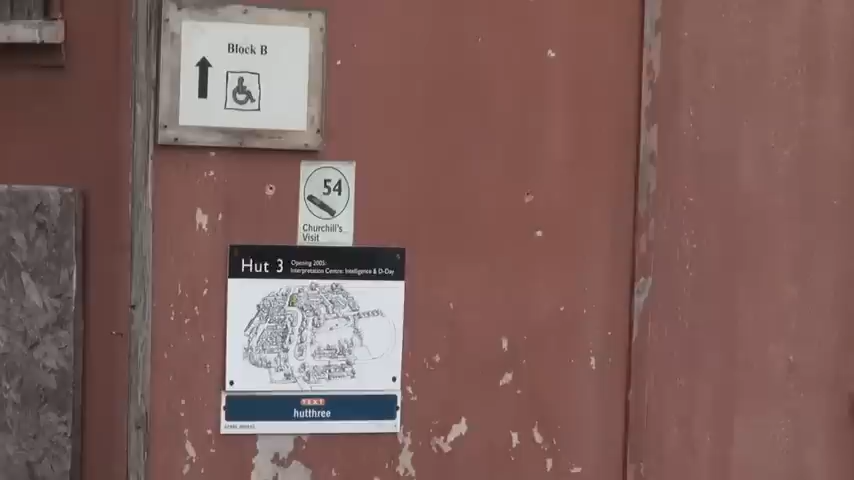 Block B
54
Churchill's
Visit
Hut 3
Opening 2005:
Interpretation Centre: Intelligence & D-Day
TEXT
hutthree